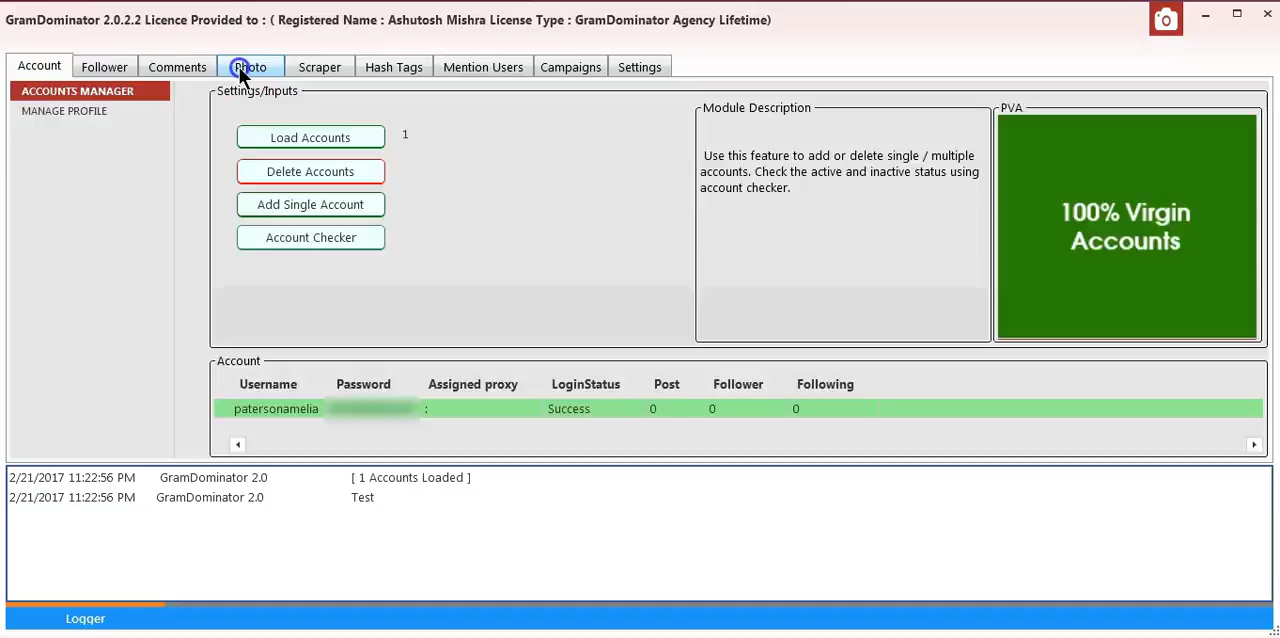 GramDominator 2.0.2.2 Licence Provided to : ( Registered Name : Ashutosh Mishra License Type : GramDominator Agency Lifetime)
Account Follower Comments Photo Scraper Hash Tags Mention Users Campaigns Settings
ACCOUNTS MANAGER
MANAGE PROFILE
Settings/Inputs
Load Accounts 1
Delete Accounts
Add Single Account
Account Checker
Module Description
Use this feature to add or delete single / multiple
accounts. Check the active and inactive status using
account checker.
PVA
100% Virgin
Accounts
Account
Username Password Assigned proxy LoginStatus Post Follower Following
patersonamelia : Success 0 0 0
2/21/2017 11:22:56 PM GramDominator 2.0 [ 1 Accounts Loaded ]
2/21/2017 11:22:56 PM GramDominator 2.0 Test
Logger